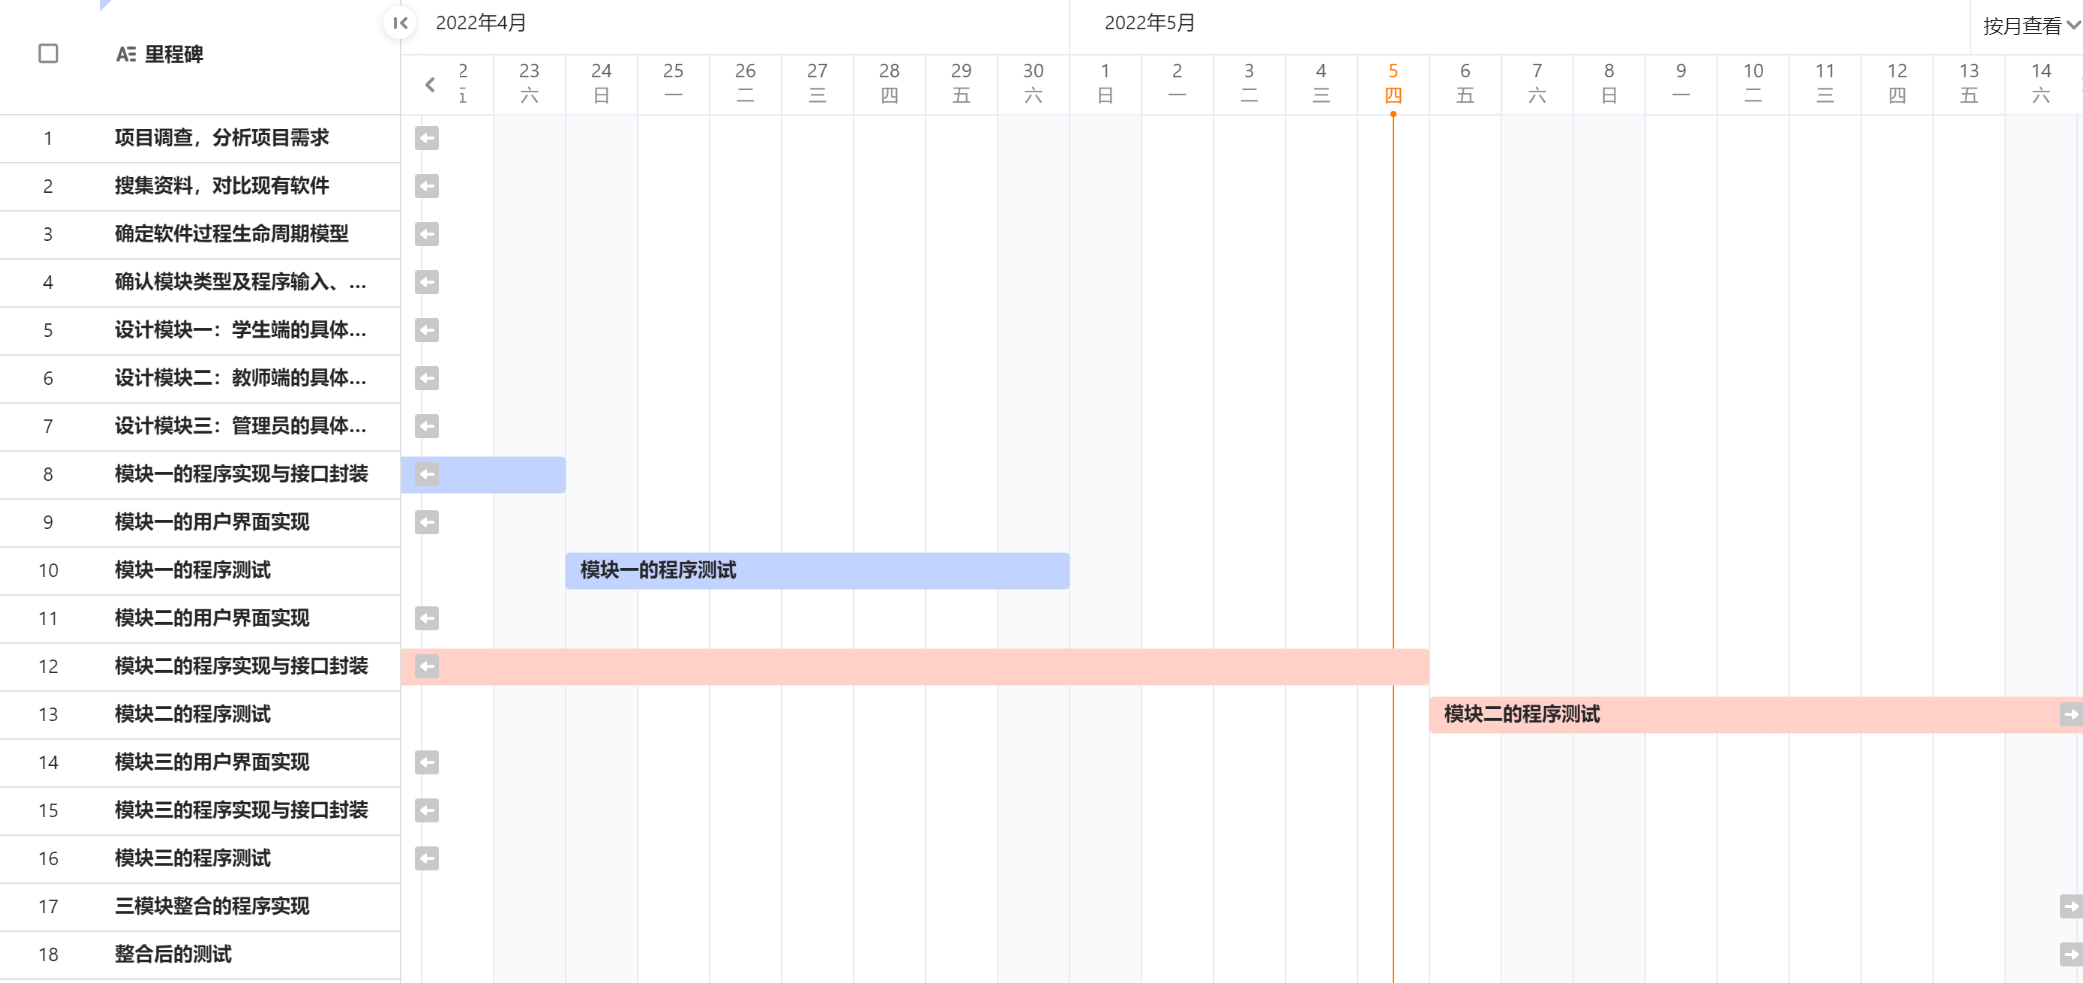 2022年4月
2022年5月
按月查看
里程碑
2 23 24 25 26 27 28 29 30 1 2 3 4 5 6 7 8 9 10 11 12 13 14
五 六 日 一 二 三 四 五 六 日 一 二 三 四 五 六 日 一 二 三 四 五 六
1 项目调查，分析项目需求
2 搜集资料，对比现有软件
3 确定软件过程生命周期模型
4 确认模块类型及程序输入、...
5 设计模块一：学生端的具体...
6 设计模块二：教师端的具体...
7 设计模块三：管理员的具体...
8 模块一的程序实现与接口封装
9 模块一的用户界面实现
10 模块一的程序测试 模块一的程序测试
11 模块二的用户界面实现
12 模块二的程序实现与接口封装
13 模块二的程序测试 模块二的程序测试
14 模块三的用户界面实现
15 模块三的程序实现与接口封装
16 模块三的程序测试
17 三模块整合的程序实现
18 整合后的测试